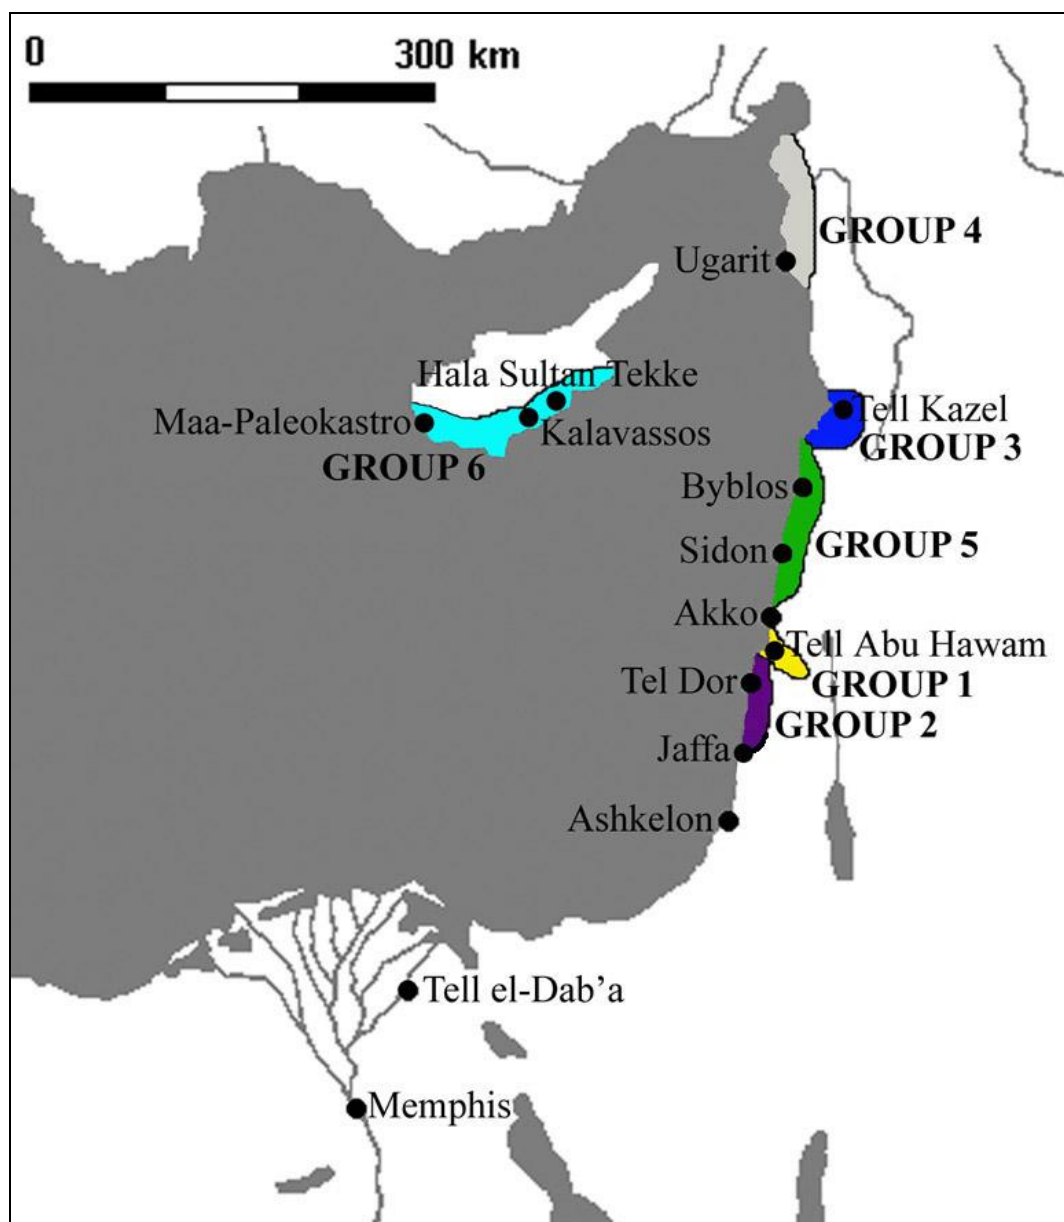 0 300 km
GROUP 4
Ugarit
Hala Sultan Tekke
Maa-Paleokastro
Kalavassos
GROUP 6
Tell Kazel
GROUP 3
Byblos
Sidon
GROUP 5
Akko
Tell Abu Hawam
Tel Dor
GROUP 1
GROUP 2
Jaffa
Ashkelon
Tell el-Dab’a
Memphis